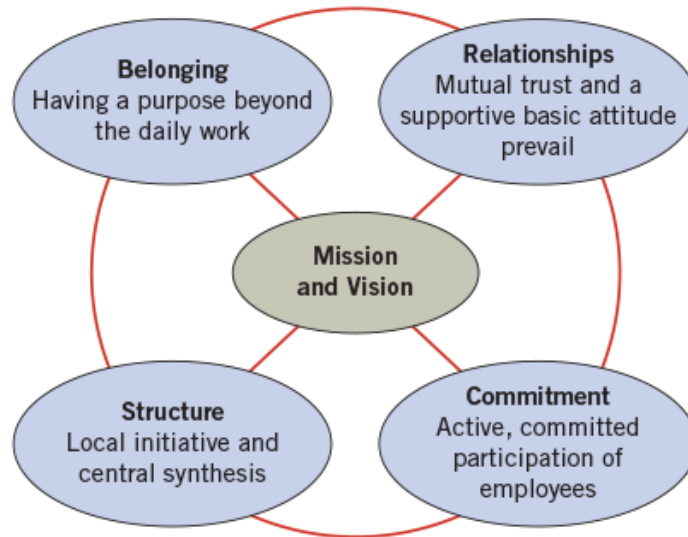 Belonging
Having a purpose beyond
the daily work
Relationships
Mutual trust and a
supportive basic attitude
prevail
Mission
and Vision
Structure
Local initiative and
central synthesis
Commitment
Active, committed
participation of
employees